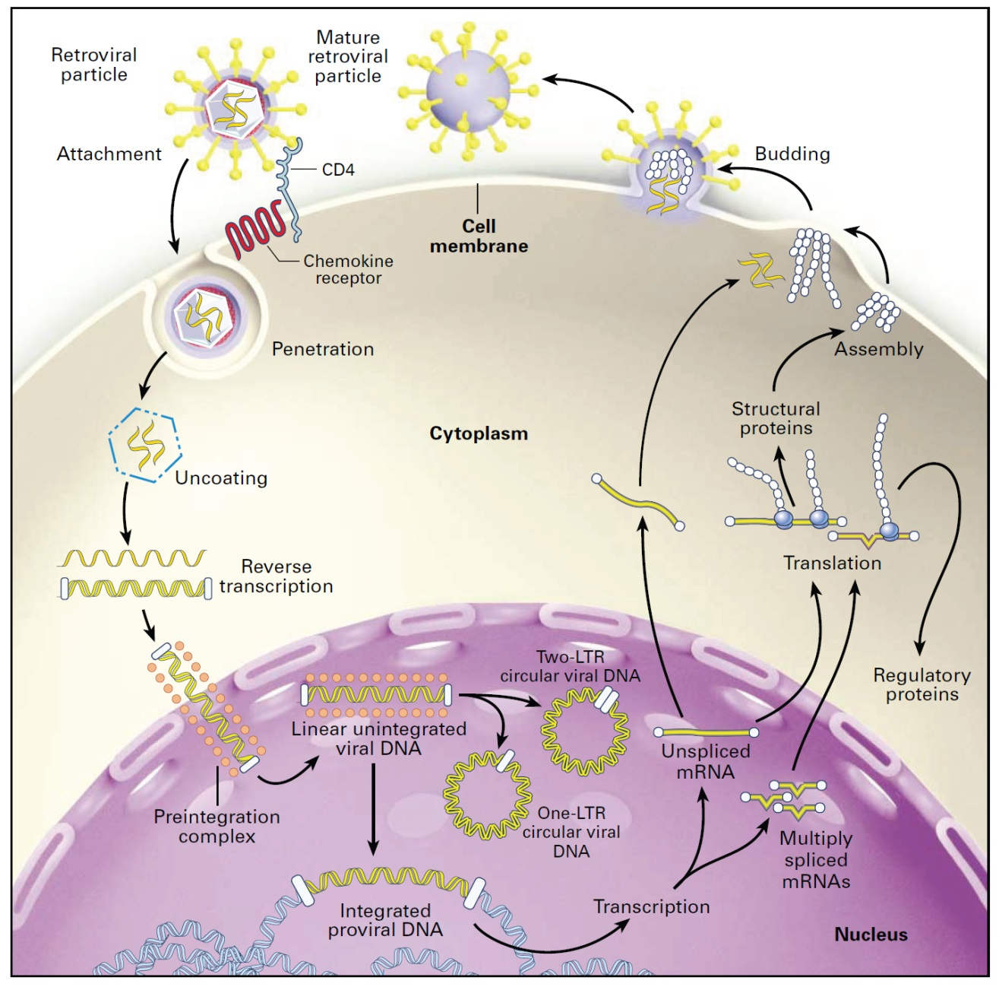 Retroviral
particle
Mature
retroviral
particle
Attachment
CD4
Budding
Cell
membrane
Chemokine
receptor
Penetration
Assembly
Structural
proteins
Cytoplasm
Uncoating
Reverse
transcription
Translation
Two-LTR
circular viral DNA
Regulatory
proteins
Linear unintegrated
viral DNA
Unspliced
mRNA
Preintegration
complex
One-LTR
circular viral
DNA
Multiply
spliced
mRNAs
Integrated
proviral DNA
Transcription
Nucleus